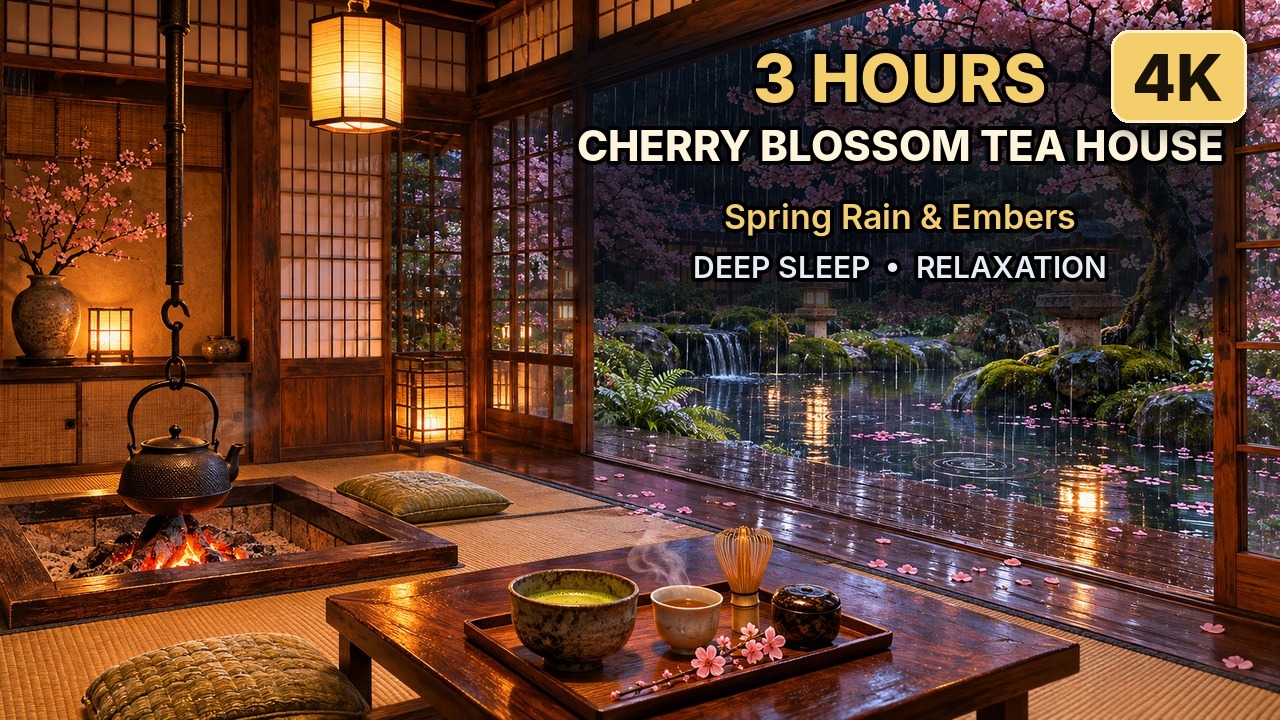 3 HOURS
4K
CHERRY BLOSSOM TEA HOUSE
Spring Rain & Embers
DEEP SLEEP • RELAXATION